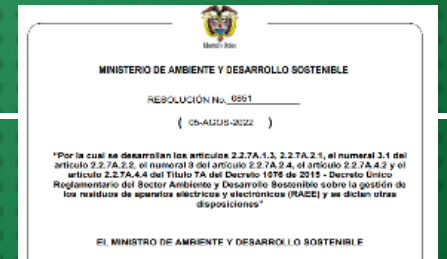 Libertad y Orden
MINISTERIO DE AMBIENTE Y DESARROLLO SOSTENIBLE
RESOLUCIÓN No. 0851
( 05-AGOS-2022 )
"Por la cual se desarrollan los artículos 2.2.7A.1.3, 2.2.7A.2.1, el numeral 3.1 del
artículo 2.2.7A.2.2, el numeral 3 del artículo 2.2.7A.2.4, el artículo 2.2.7A.4.2 y el
artículo 2.2.7A.4.4 del Título 7A del Decreto 1076 de 2015 - Decreto Único
Reglamentario del Sector Ambiente y Desarrollo Sostenible sobre la gestión de
los residuos de aparatos eléctricos y electrónicos (RAEE) y se dictan otras
disposiciones"
EL MINISTRO DE AMBIENTE Y DESARROLLO SOSTENIBLE